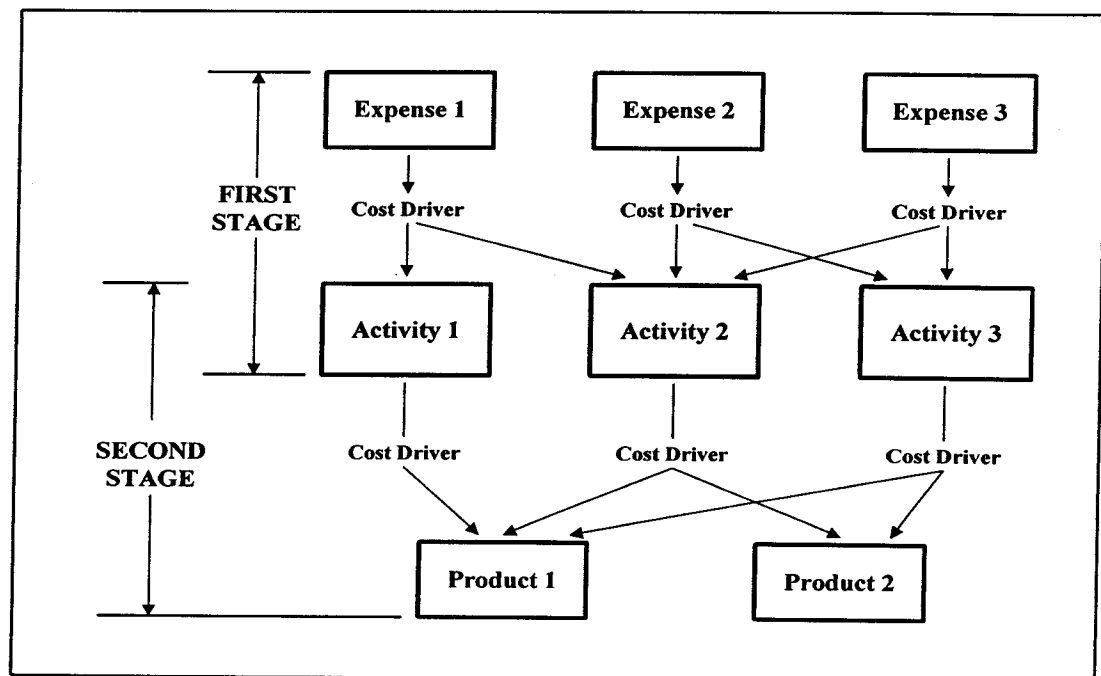 Expense 1
Expense 2
Expense 3
FIRST
STAGE
Cost Driver
Cost Driver
Cost Driver
Activity 1
Activity 2
Activity 3
SECOND
STAGE
Cost Driver
Cost Driver
Cost Driver
Product 1
Product 2